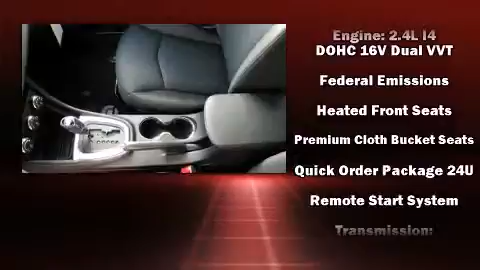 Engine: 2.4L I4
DOHC 16V Dual VVT
Federal Emissions
Heated Front Seats
Premium Cloth Bucket Seats
Quick Order Package 24U
Remote Start System
Transmission: